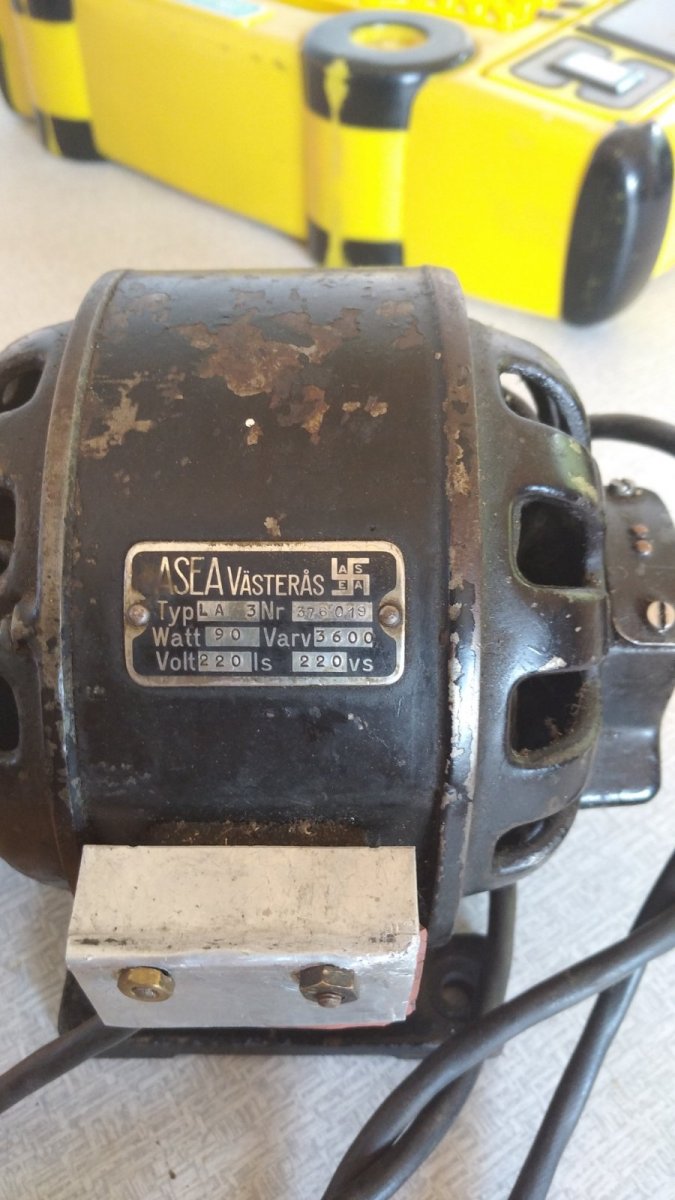 ASEA VÄSTERÅS A S E A
Typ LA 3 Nr 376019
Watt 90 Varv 3600
Volt 220 ls 220 vs